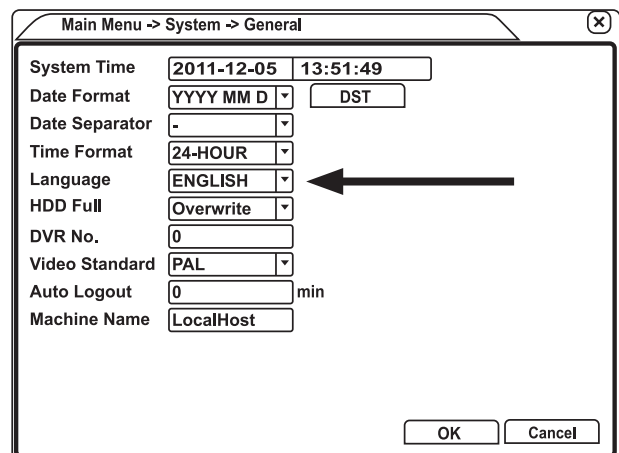 Main Menu -> System -> General
System Time 2011-12-05 13:51:49
Date Format YYYY MM D DST
Date Separator -
Time Format 24-HOUR
Language ENGLISH
HDD Full Overwrite
DVR No. 0
Video Standard PAL
Auto Logout 0 min
Machine Name LocalHost
OK Cancel